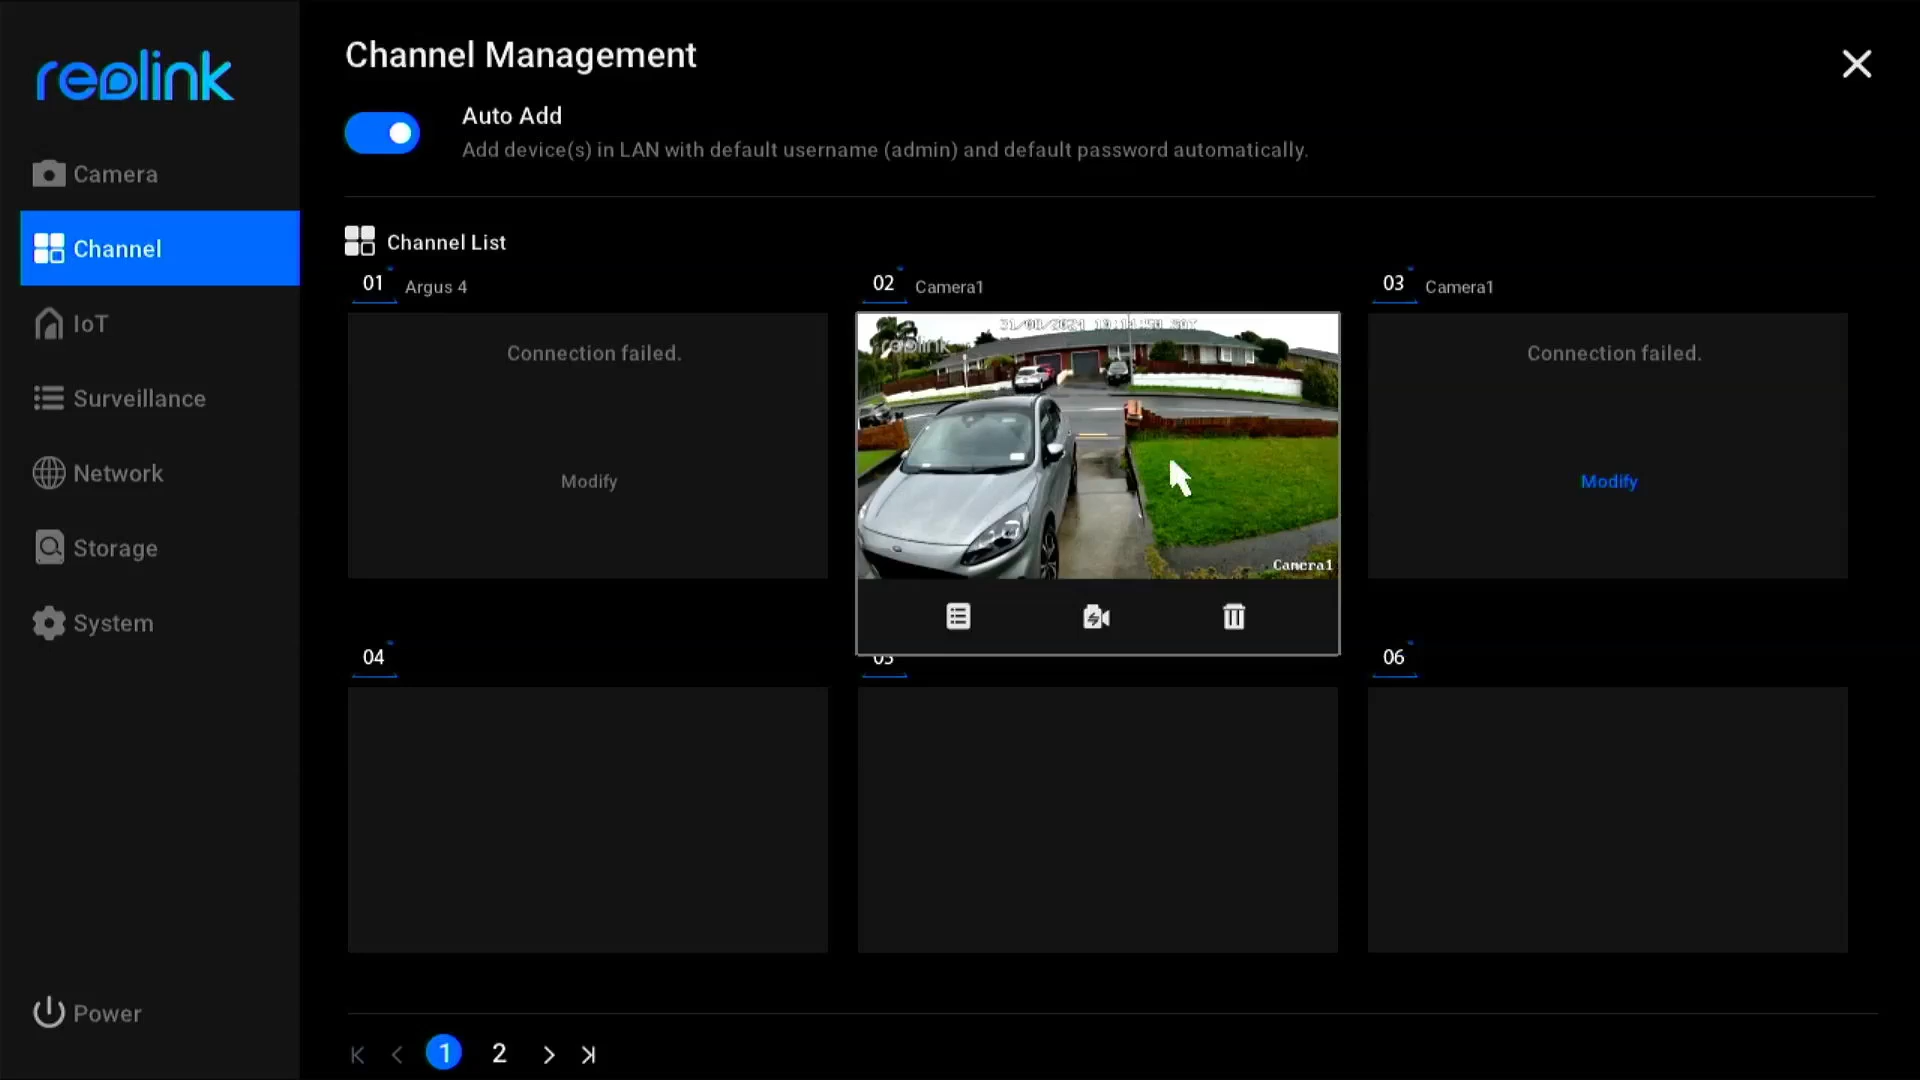 reolink
Channel Management
Auto Add
Add device(s) in LAN with default username (admin) and default password automatically.
Camera
Channel
IoT
Surveillance
Network
Storage
System
Power
Channel List
01 Argus 4
02 Camera1
03 Camera1
Connection failed.
Modify
reolink
Camera1
Connection failed.
Modify
04
05
06
1
2